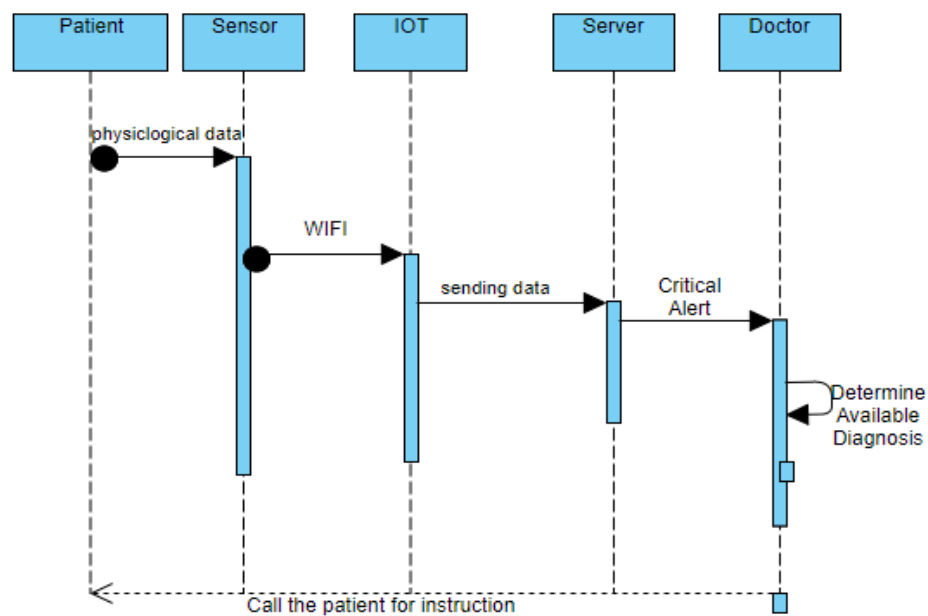 Patient
Sensor
IOT
Server
Doctor
physiclogical data
WIFI
sending data
Critical
Alert
Determine
Available
Diagnosis
Call the patient for instruction